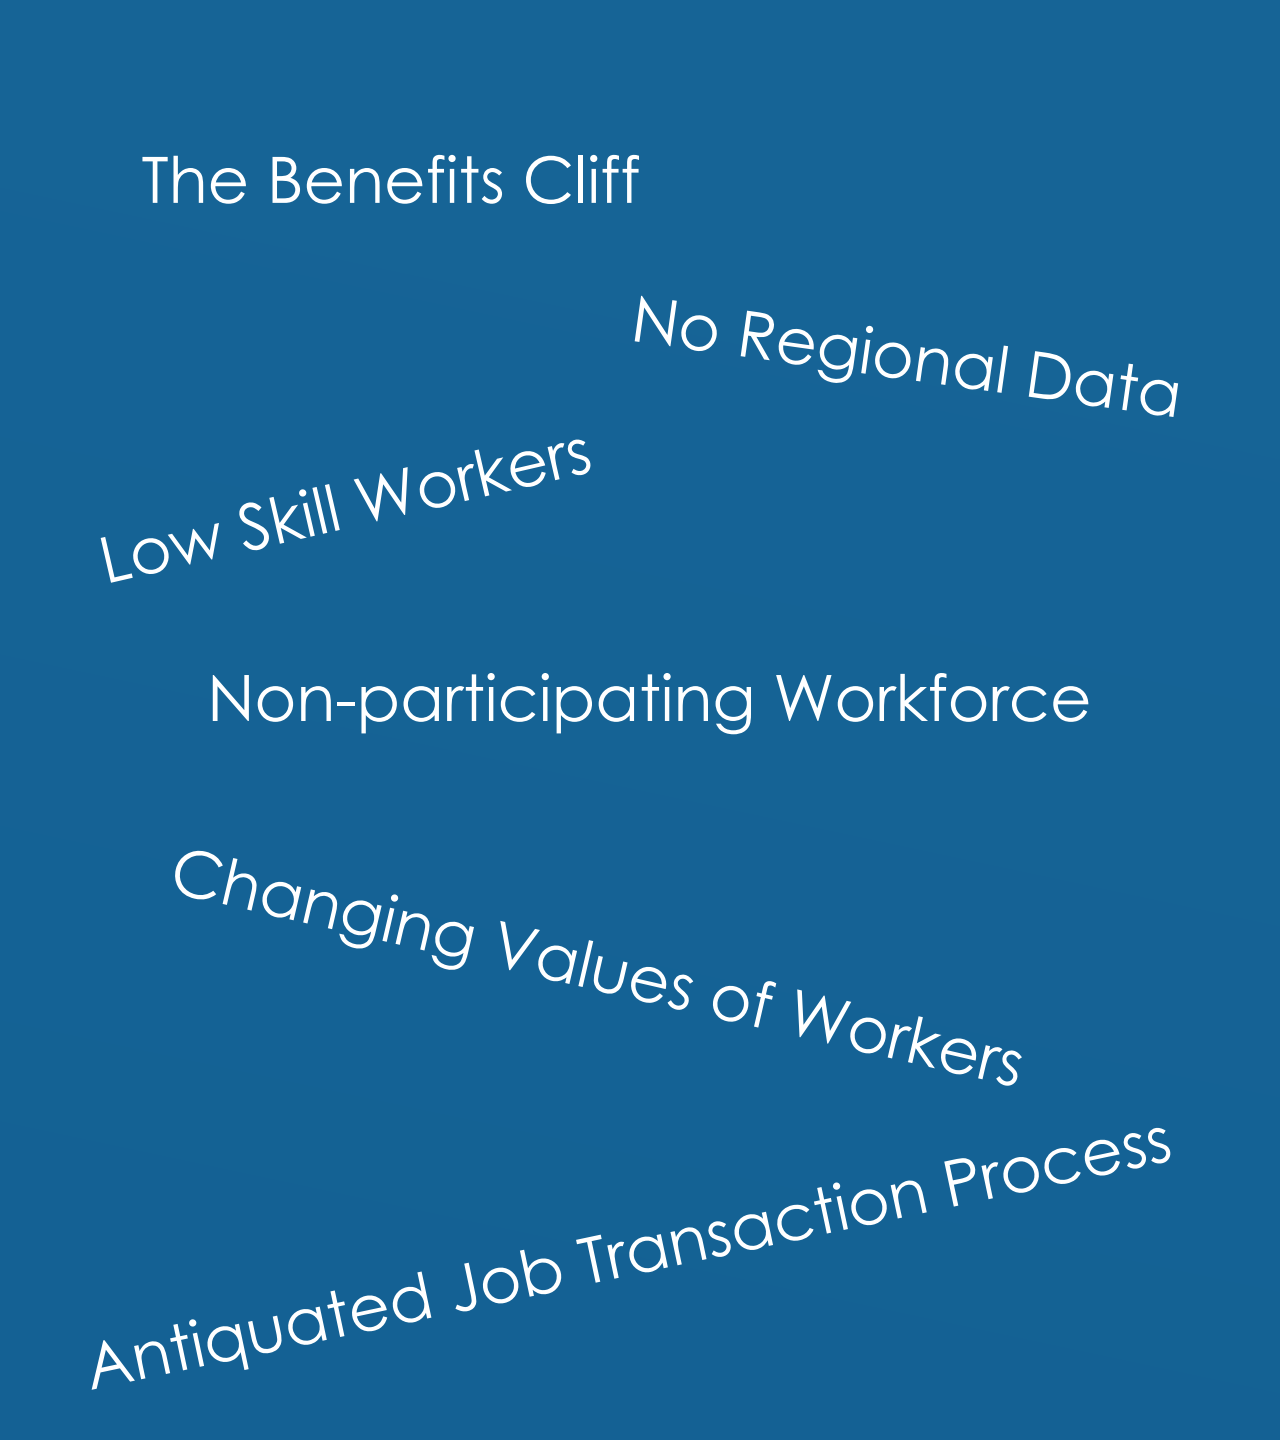 The Benefits Cliff
No Regional Data
Low Skill Workers
Non-participating Workforce
Changing Values of Workers
Antiquated Job Transaction Process